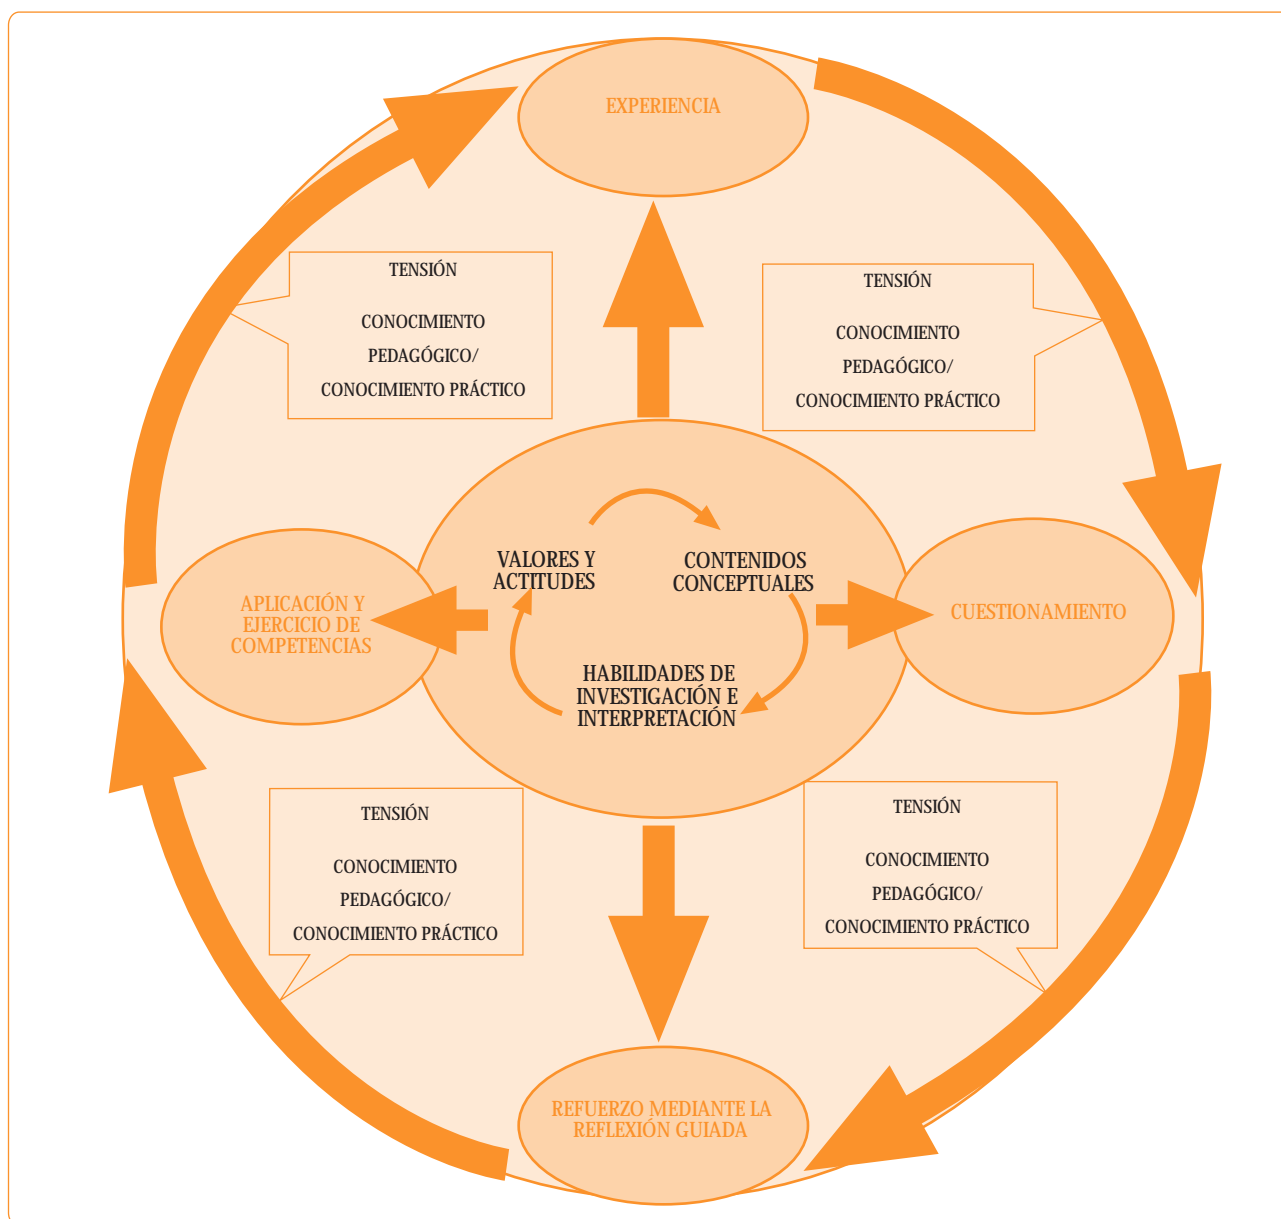 EXPERIENCIA
TENSIÓN
CONOCIMIENTO
PEDAGÓGICO/
CONOCIMIENTO PRÁCTICO
TENSIÓN
CONOCIMIENTO
PEDAGÓGICO/
CONOCIMIENTO PRÁCTICO
VALORES Y
ACTITUDES
CONTENIDOS
CONCEPTUALES
HABILIDADES DE
INVESTIGACIÓN E
INTERPRETACIÓN
APLICACIÓN Y
EJERCICIO DE
COMPETENCIAS
CUESTIONAMIENTO
TENSIÓN
CONOCIMIENTO
PEDAGÓGICO/
CONOCIMIENTO PRÁCTICO
TENSIÓN
CONOCIMIENTO
PEDAGÓGICO/
CONOCIMIENTO PRÁCTICO
REFUERZO MEDIANTE LA
REFLEXIÓN GUIADA